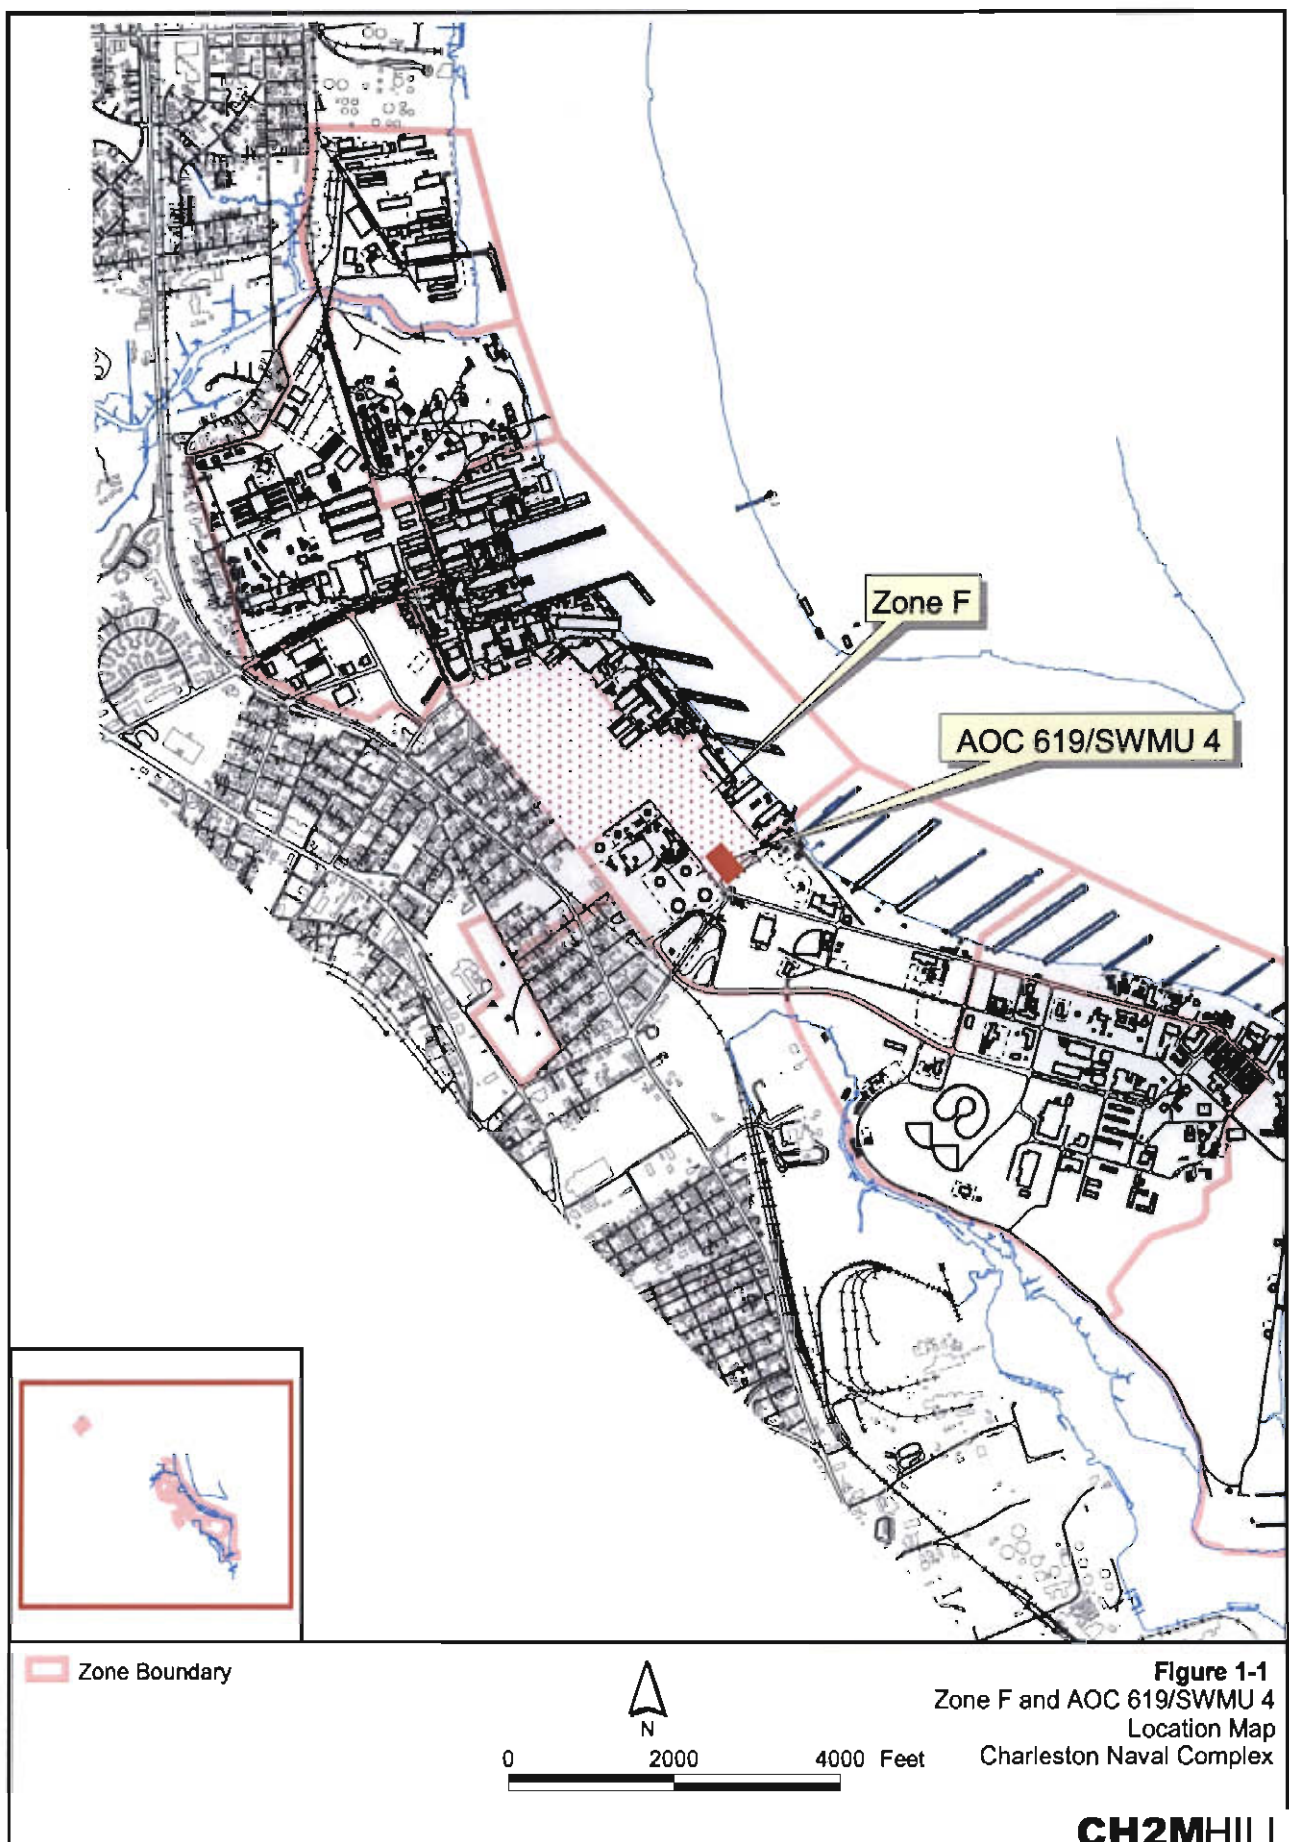 Zone F
AOC 619/SWMU 4
Zone Boundary
Figure 1-1
Zone F and AOC 619/SWMU 4
Location Map
Charleston Naval Complex
N
0 2000 4000 Feet
CH2MHILL